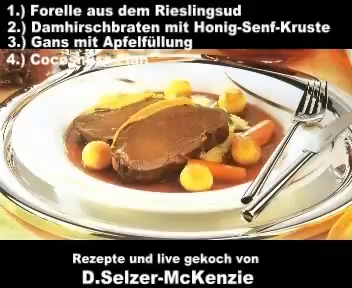 1.) Forelle aus dem Rieslingsud
2.) Damhirschbraten mit Honig-Senf-Kruste
3.) Gans mit Apfelfüllung
4.)
Rezepte und live gekoch von
D.Selzer-McKenzie